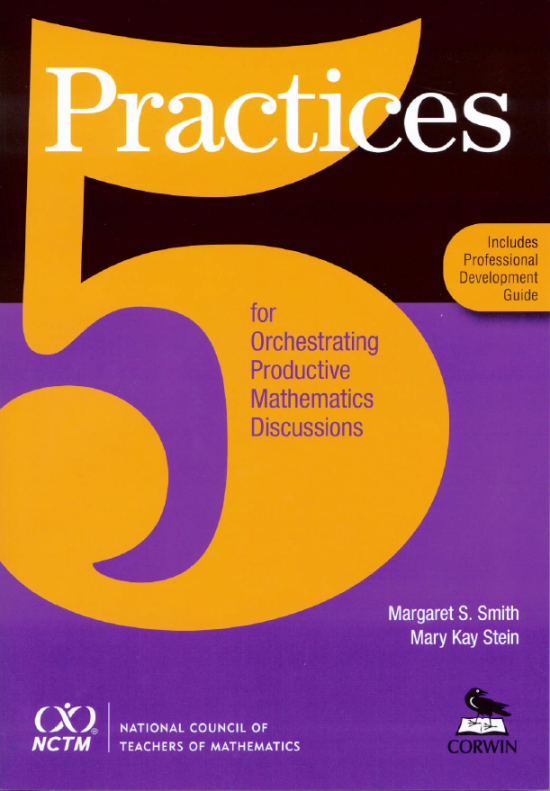 5
Practices
Includes
Professional
Development
Guide
for
Orchestrating
Productive
Mathematics
Discussions
Margaret S. Smith
Mary Kay Stein
NCTM®
NATIONAL COUNCIL OF
TEACHERS OF MATHEMATICS
CORWIN